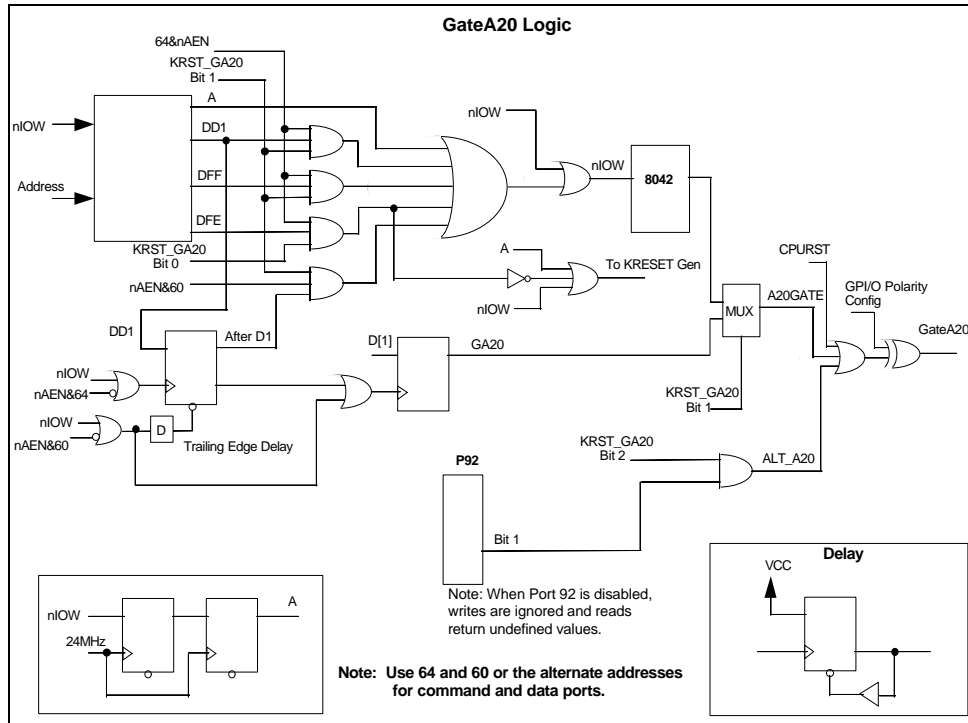 GateA20 Logic
64&nAEN
KRST_GA20
Bit 1
A
nIOW
DD1
nIOW
nIOW
8042
Address
DFF
DFE
KRST_GA20
Bit 0
A
To KRESET Gen
CPURST
nAEN&60
nIOW
MUX
A20GATE
GPI/O Polarity
Config
GateA20
DD1
After D1
D[1]
GA20
nIOW
nAEN&64
KRST_GA20
Bit 1
nIOW
nAEN&60
D
Trailing Edge Delay
KRST_GA20
Bit 2
ALT_A20
P92
Bit 1
Note: When Port 92 is disabled,
writes are ignored and reads
return undefined values.
Delay
VCC
nIOW
A
24MHz
Note: Use 64 and 60 or the alternate addresses
for command and data ports.